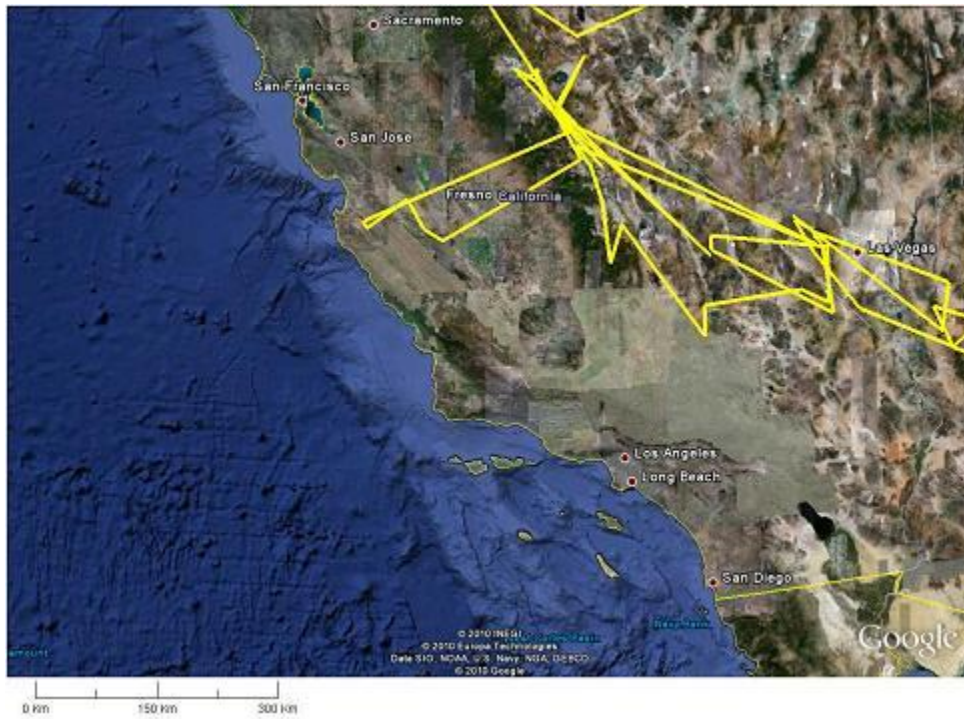 Sacramento
San Francisco
San Jose
Fresno California
Las Vegas
Los Angeles
Long Beach
San Diego
© 2010 INEGI
© 2010 Europa Technologies
Data SIO, NOAA, U.S. Navy, NGA, GEBCO
© 2010 Google
Google
0 Km
150 Km
300 Km